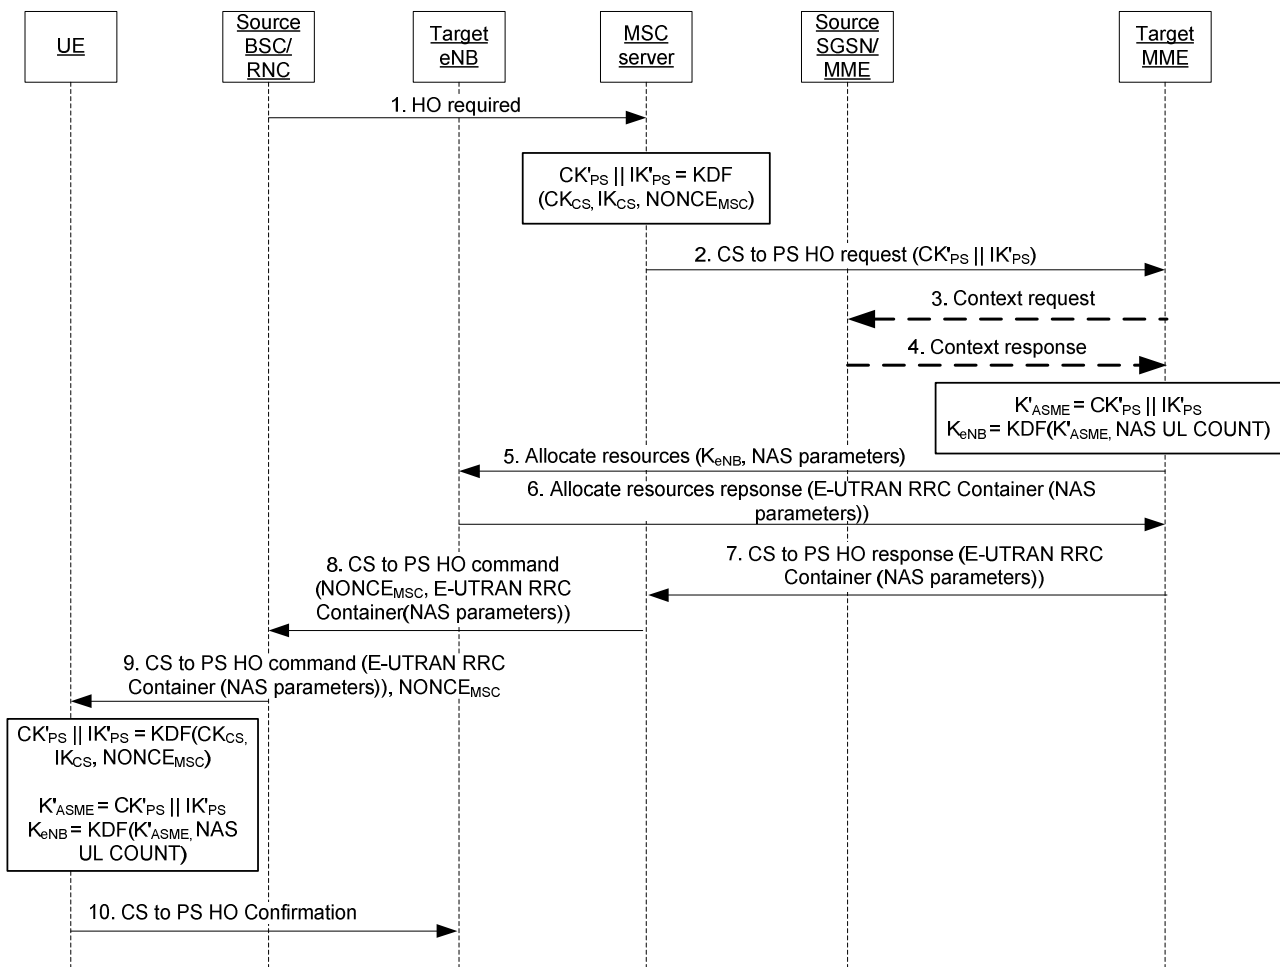 UE
Source
BSC/
RNC
Target
eNB
MSC
server
Source
SGSN/
MME
Target
MME
1. HO required
CK'PS || IK'PS = KDF
(CKCS, IKCS, NONCEMSC)
2. CS to PS HO request (CK'PS || IK'PS)
3. Context request
4. Context response
K'ASME = CK'PS || IK'PS
KeNB = KDF(K'ASME, NAS UL COUNT)
5. Allocate resources (KeNB, NAS parameters)
6. Allocate resources repsonse (E-UTRAN RRC Container (NAS
parameters))
7. CS to PS HO response (E-UTRAN RRC
Container (NAS parameters))
8. CS to PS HO command
(NONCEMSC, E-UTRAN RRC
Container(NAS parameters))
9. CS to PS HO command (E-UTRAN RRC
Container (NAS parameters)), NONCEMSC
CK'PS || IK'PS = KDF(CKCS,
IKCS, NONCEMSC)
K'ASME = CK'PS || IK'PS
KeNB = KDF(K'ASME, NAS
UL COUNT)
10. CS to PS HO Confirmation